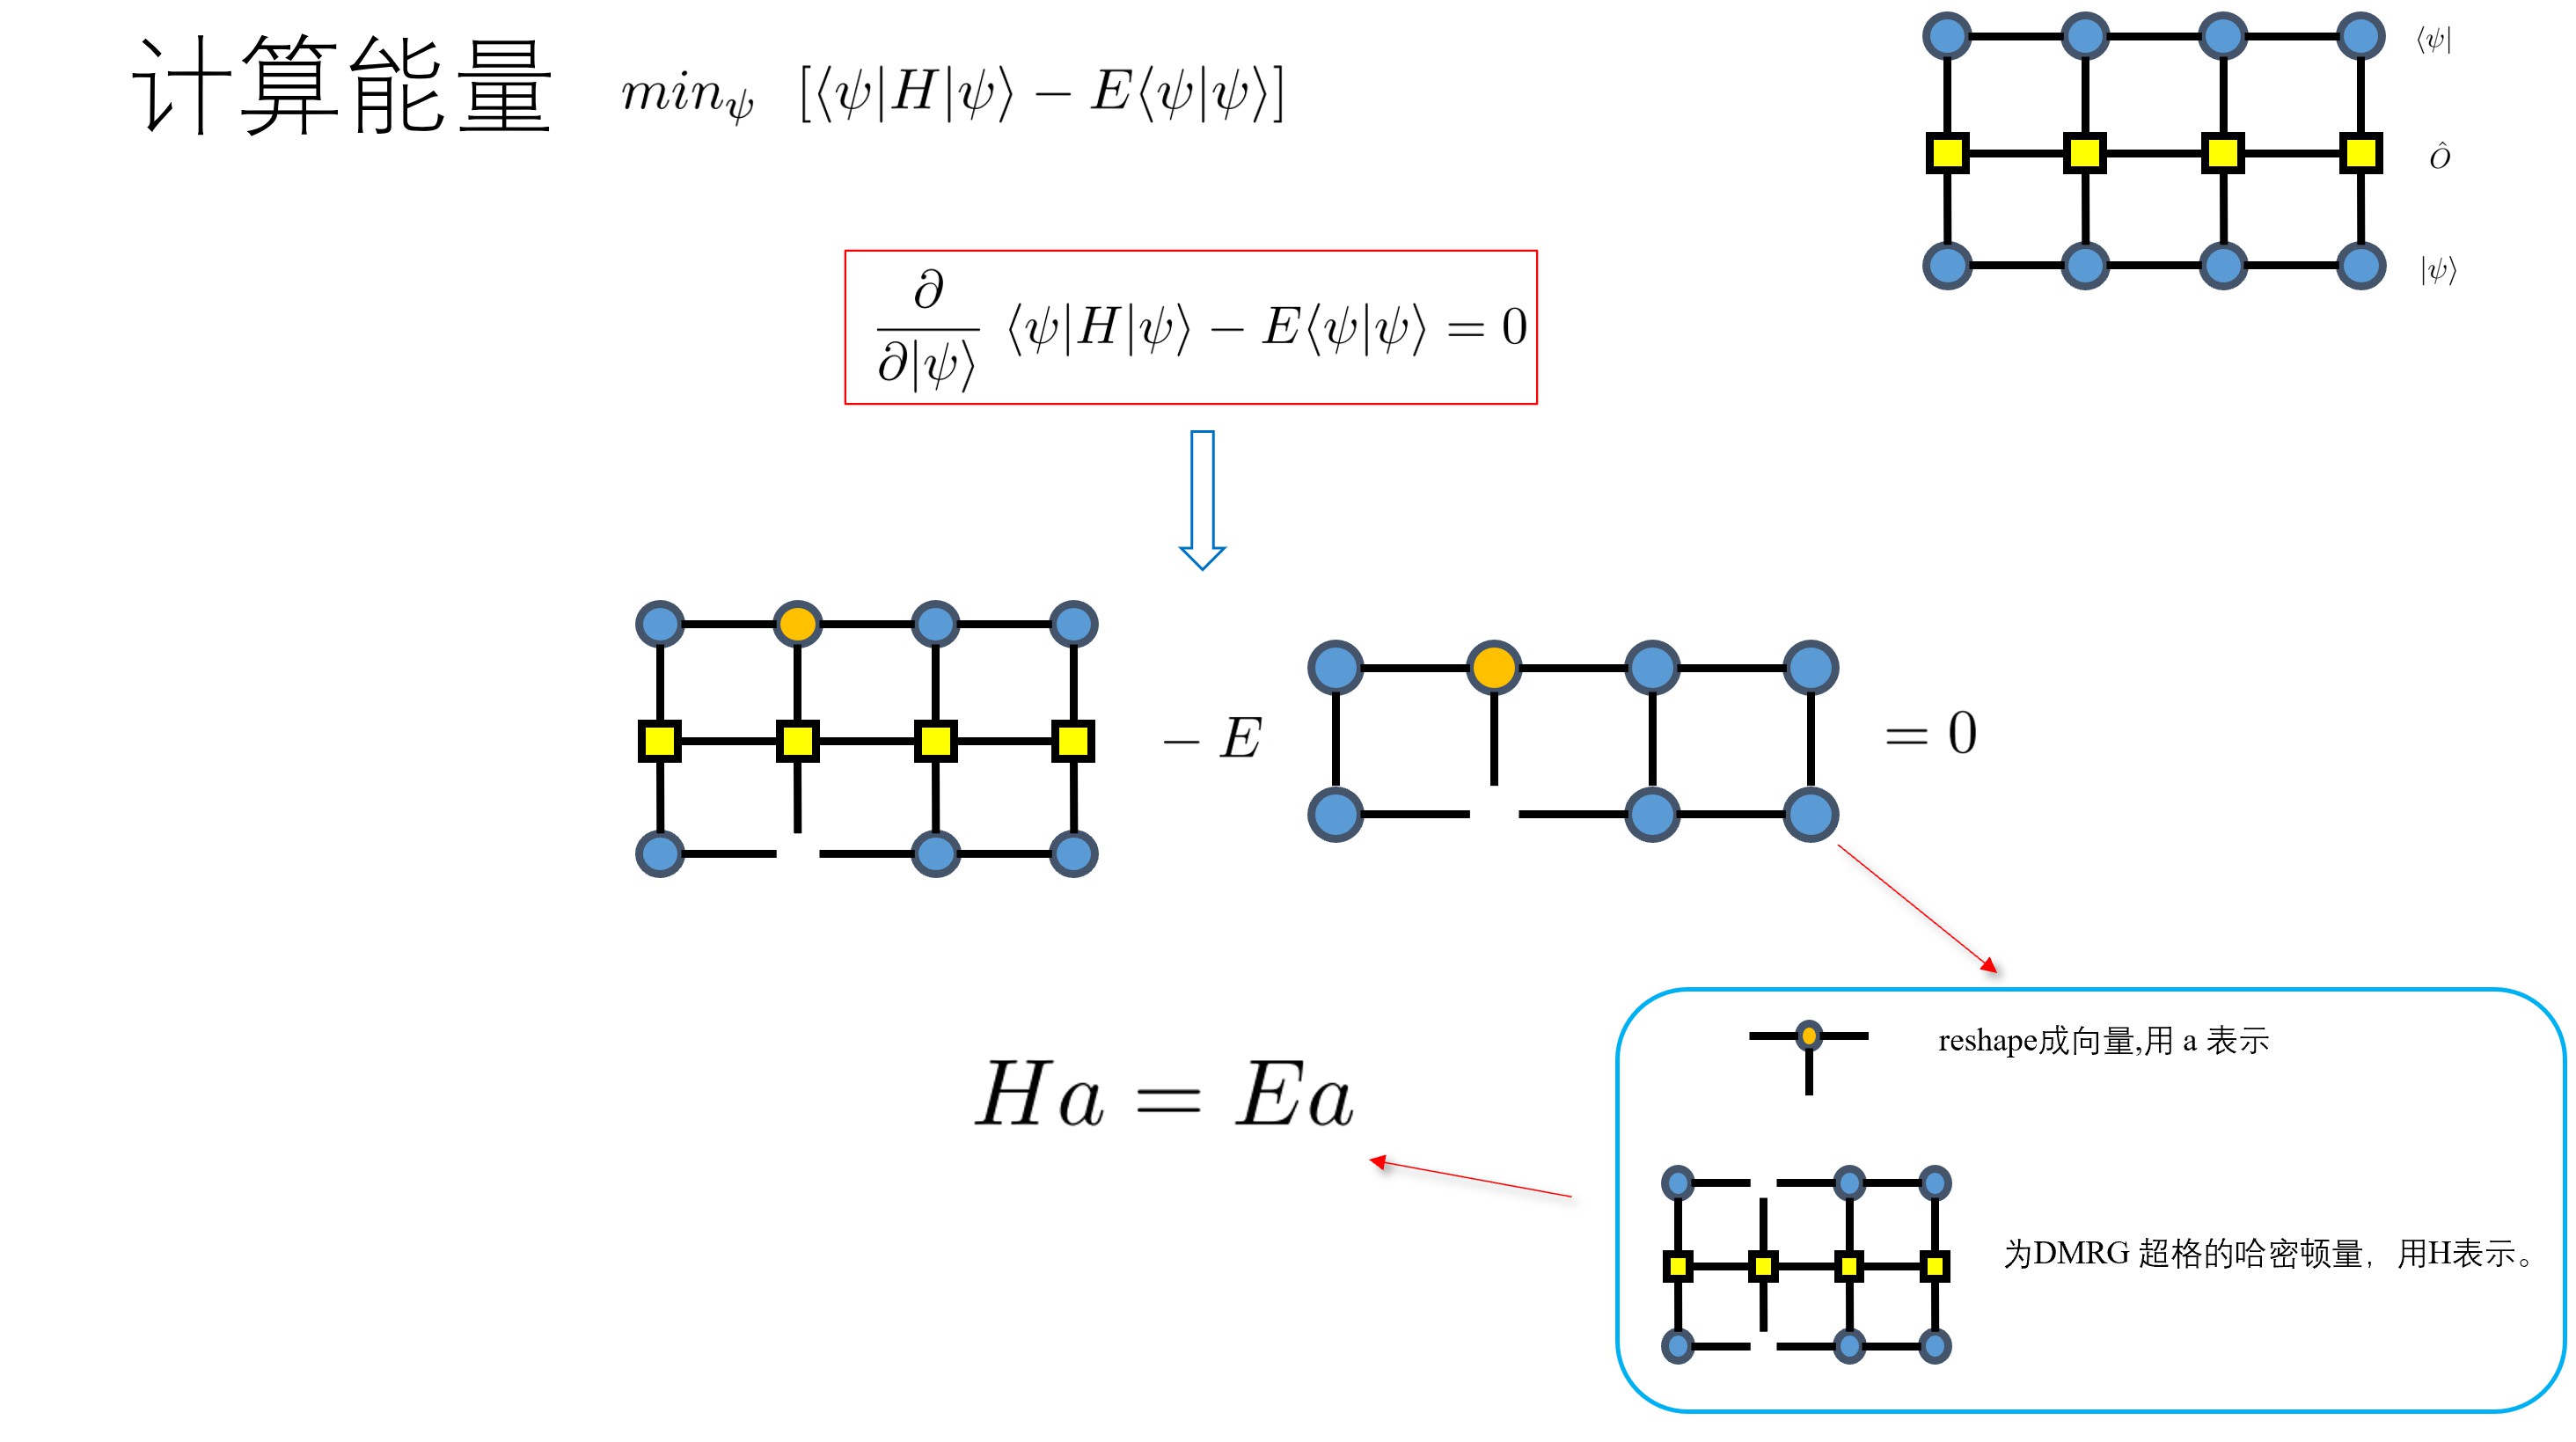 计算能量 $min_{\psi}\ [\langle\psi|H|\psi\rangle - E\langle\psi|\psi\rangle]$
$\langle\psi|$
$\hat{O}$
$|\psi\rangle$
$\frac{\partial}{\partial|\psi\rangle}\ \langle\psi|H|\psi\rangle - E\langle\psi|\psi\rangle = 0$
$- E$ $= 0$
reshape成向量,用 a 表示
$Ha = Ea$
为DMRG 超格的哈密顿量，用H表示。